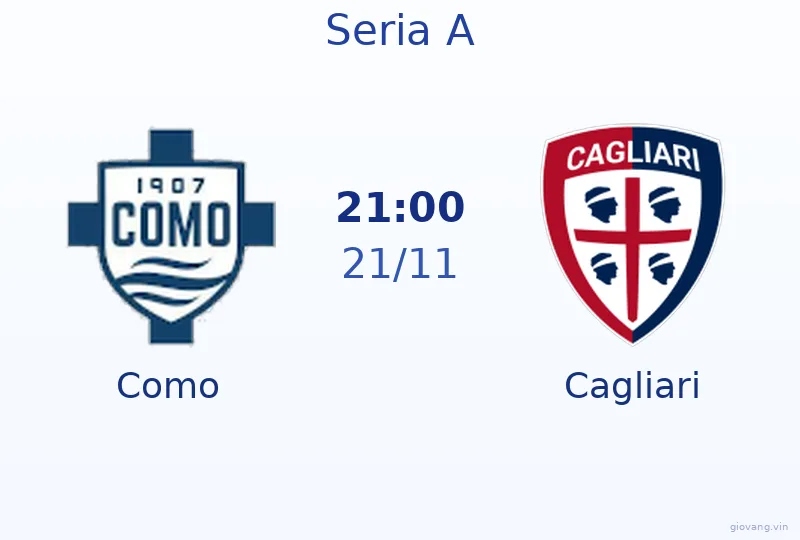 Seria A
1907
COMO
CAGLIARI
21:00
21/11
Como
Cagliari
giovang.vin